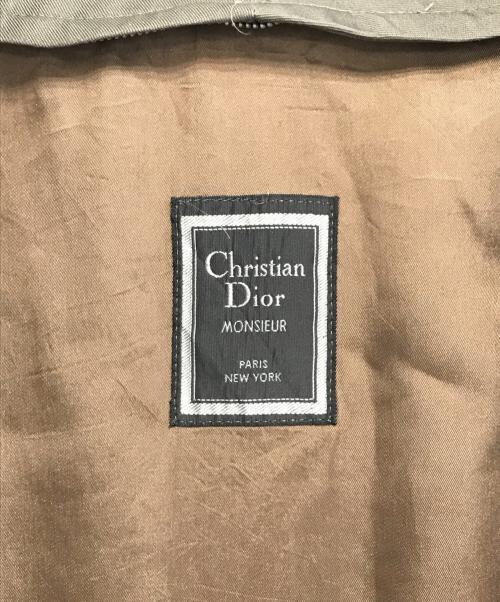 Christian
Dior
MONSIEUR
PARIS
NEW YORK